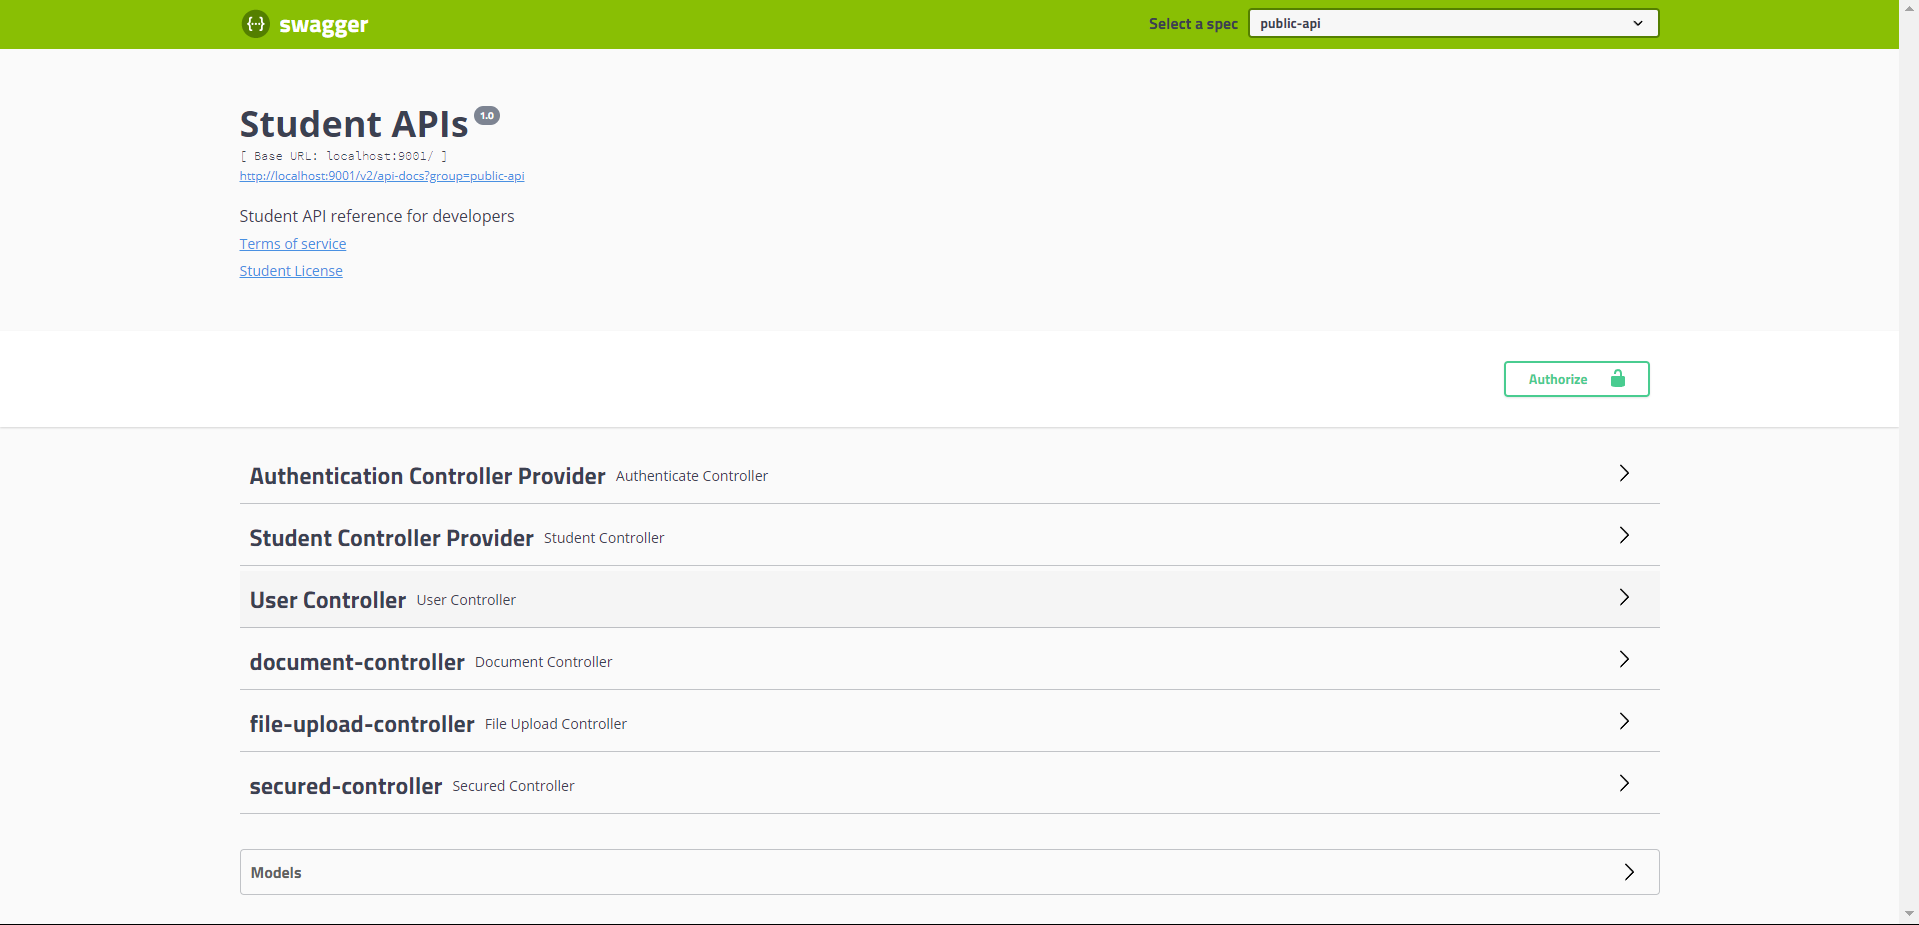 swagger
Select a spec public-api
Student APIs 1.0
[ Base URL: localhost:9001/ ]
http://localhost:9001/v2/api-docs?group=public-api
Student API reference for developers
Terms of service
Student License
Authorize
Authentication Controller Provider Authenticate Controller
Student Controller Provider Student Controller
User Controller User Controller
document-controller Document Controller
file-upload-controller File Upload Controller
secured-controller Secured Controller
Models